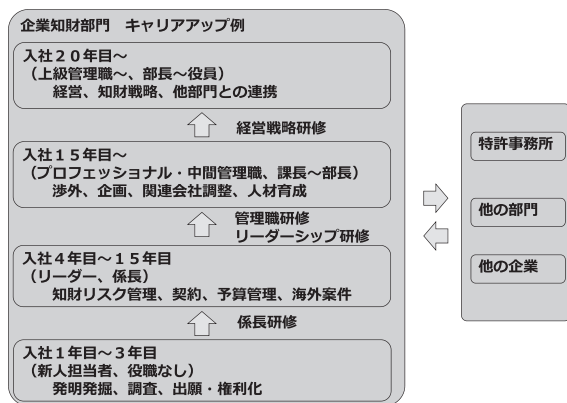 企業知財部門　キャリアアップ例
入社２０年目～
（上級管理職～、部長～役員）
経営、知財戦略、他部門との連携
経営戦略研修
入社１５年目～
（プロフェッショナル・中間管理職、課長～部長）
渉外、企画、関連会社調整、人材育成
管理職研修
リーダーシップ研修
入社４年目～１５年目
（リーダー、係長）
知財リスク管理、契約、予算管理、海外案件
係長研修
入社１年目～３年目
（新人担当者、役職なし）
発明発掘、調査、出願・権利化
特許事務所
他の部門
他の企業